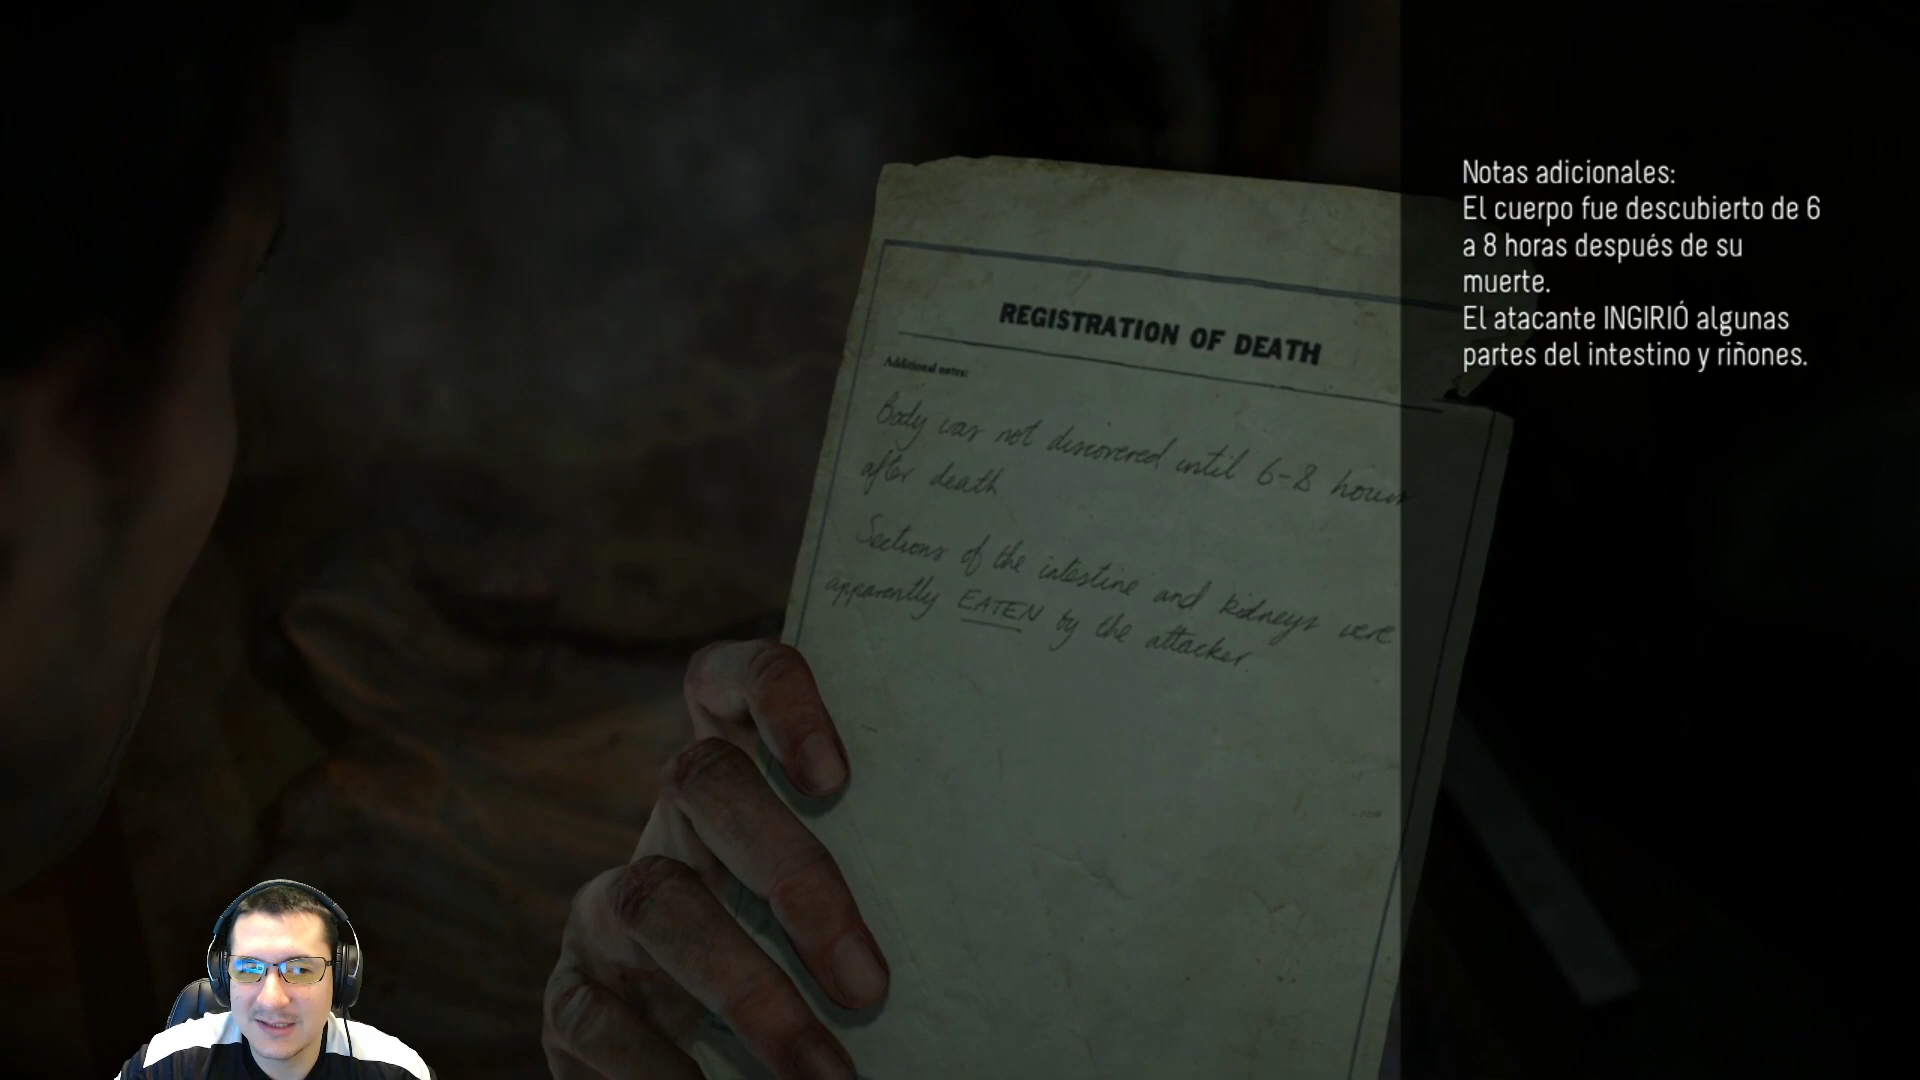 REGISTRATION OF DEATH
Additional notes:
Body was not discovered until 6-8 hours
after death
Sections of the intestine and kidneys were
apparently EATEN by the attacker.
Notas adicionales:
El cuerpo fue descubierto de 6
a 8 horas después de su
muerte.
El atacante INGIRIÓ algunas
partes del intestino y riñones.